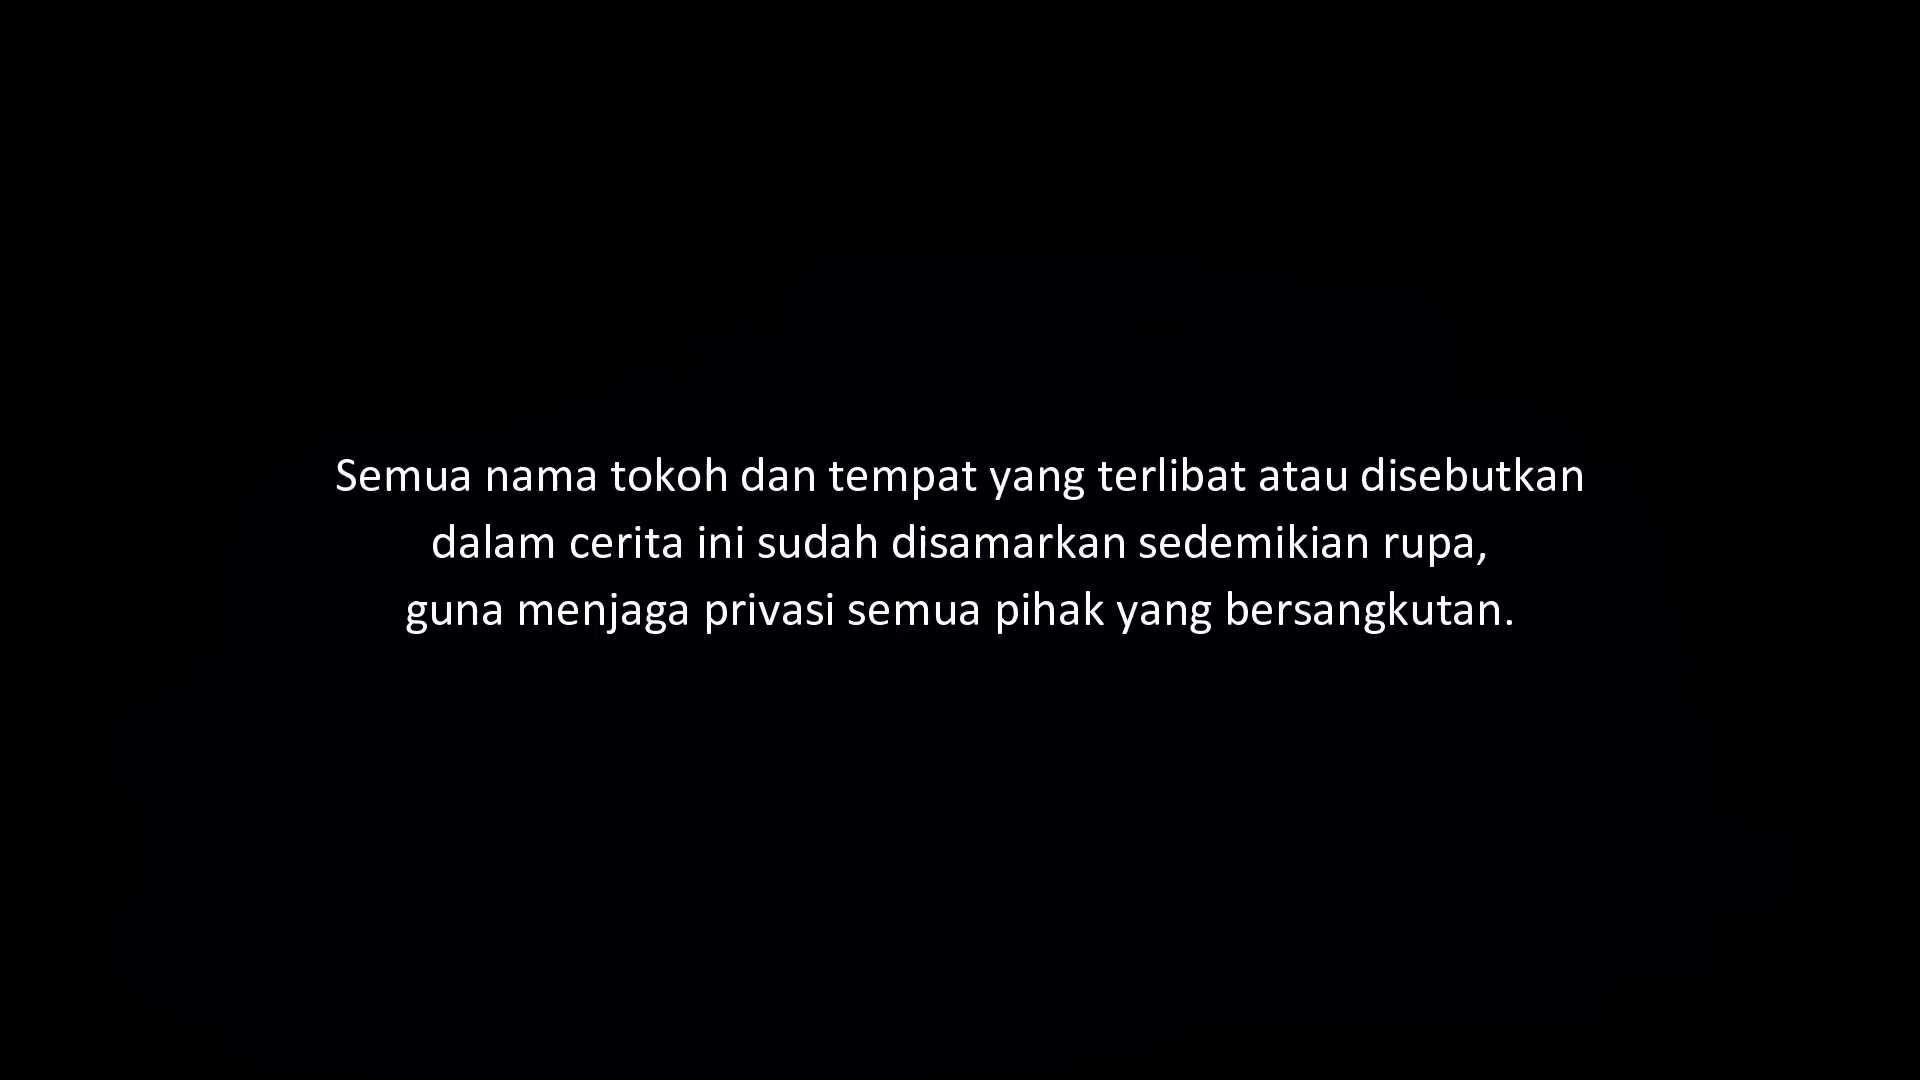 Semua nama tokoh dan tempat yang terlibat atau disebutkan
dalam cerita ini sudah disamarkan sedemikian rupa,
guna menjaga privasi semua pihak yang bersangkutan.